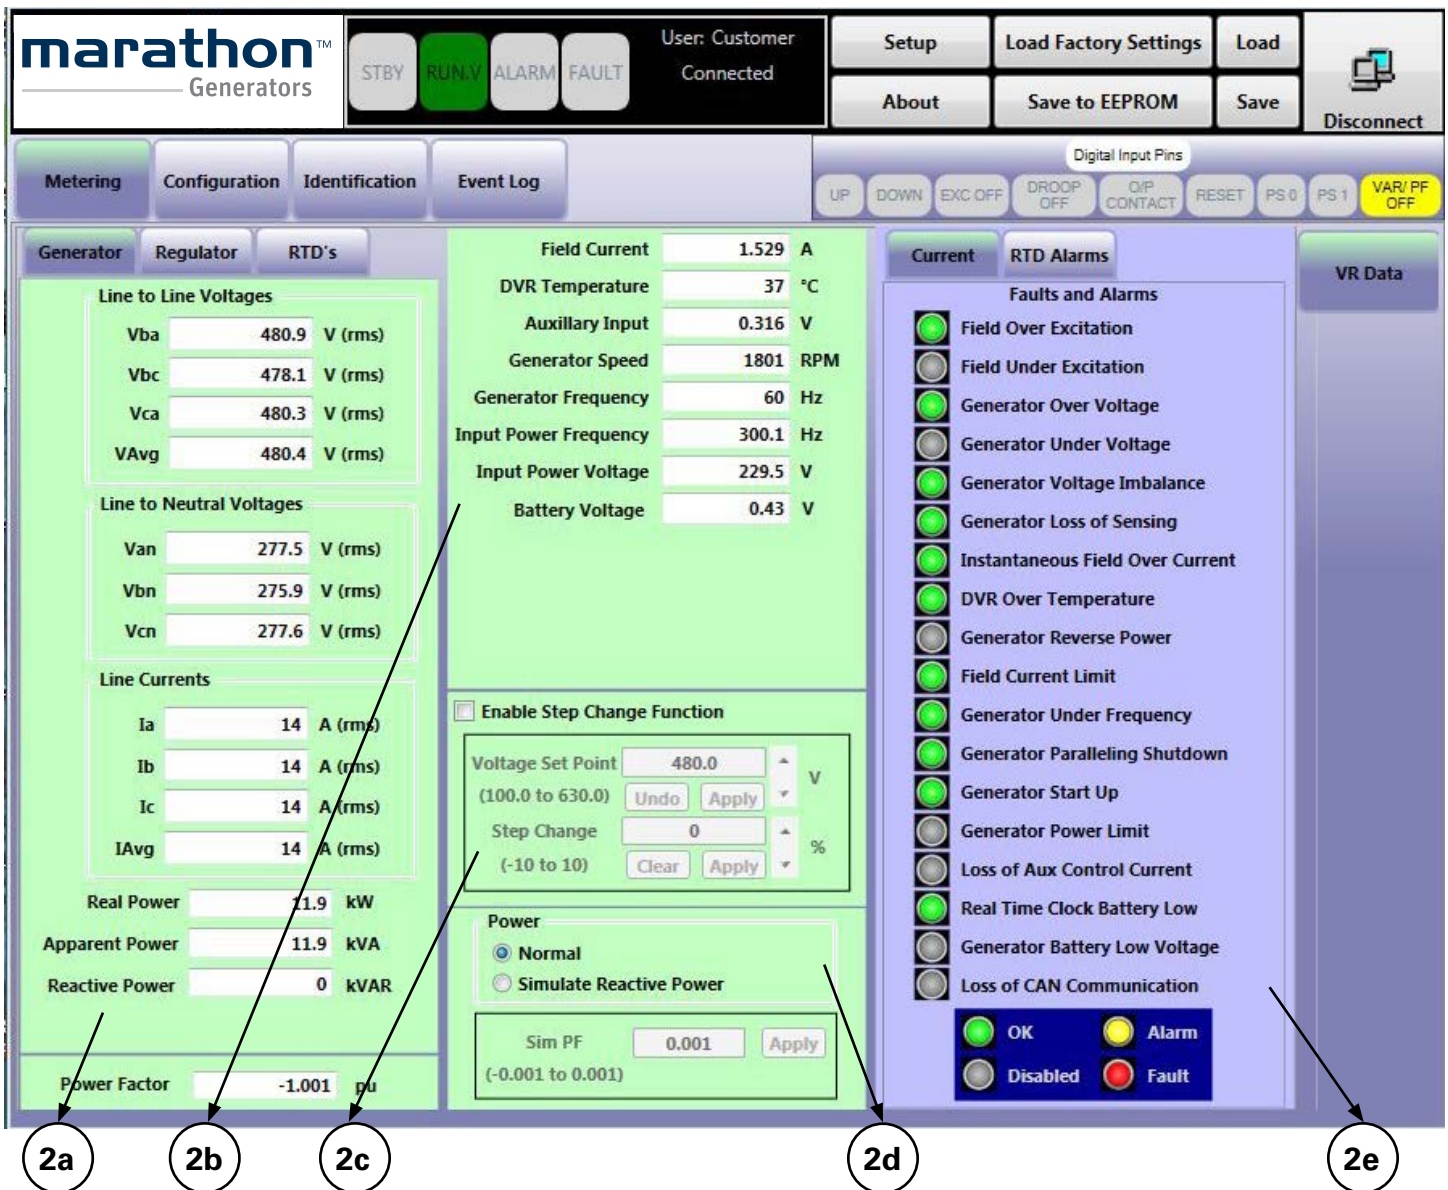 marathon™
Generators
STBY RUN.V ALARM FAULT
User: Customer
Connected
Setup Load Factory Settings Load
About Save to EEPROM Save
Disconnect
Metering Configuration Identification Event Log
Digital Input Pins
UP DOWN EXC OFF DROOP OFF O/P CONTACT RESET PS 0 PS 1 VAR/ PF OFF
Generator Regulator RTD's
Line to Line Voltages
Vba 480.9 V (rms)
Vbc 478.1 V (rms)
Vca 480.3 V (rms)
VAvg 480.4 V (rms)
Line to Neutral Voltages
Van 277.5 V (rms)
Vbn 275.9 V (rms)
Vcn 277.6 V (rms)
Line Currents
Ia 14 A (rms)
Ib 14 A (rms)
Ic 14 A (rms)
IAvg 14 A (rms)
Real Power 11.9 kW
Apparent Power 11.9 kVA
Reactive Power 0 kVAR
Power Factor -1.001 pu
Field Current 1.529 A
DVR Temperature 37 °C
Auxillary Input 0.316 V
Generator Speed 1801 RPM
Generator Frequency 60 Hz
Input Power Frequency 300.1 Hz
Input Power Voltage 229.5 V
Battery Voltage 0.43 V
Enable Step Change Function
Voltage Set Point 480.0 V
(100.0 to 630.0) Undo Apply
Step Change 0 %
(-10 to 10) Clear Apply
Power
Normal
Simulate Reactive Power
Sim PF 0.001 Apply
(-0.001 to 0.001)
Current RTD Alarms
Faults and Alarms
Field Over Excitation
Field Under Excitation
Generator Over Voltage
Generator Under Voltage
Generator Voltage Imbalance
Generator Loss of Sensing
Instantaneous Field Over Current
DVR Over Temperature
Generator Reverse Power
Field Current Limit
Generator Under Frequency
Generator Paralleling Shutdown
Generator Start Up
Generator Power Limit
Loss of Aux Control Current
Real Time Clock Battery Low
Generator Battery Low Voltage
Loss of CAN Communication
OK Alarm
Disabled Fault
VR Data
2a 2b 2c 2d 2e